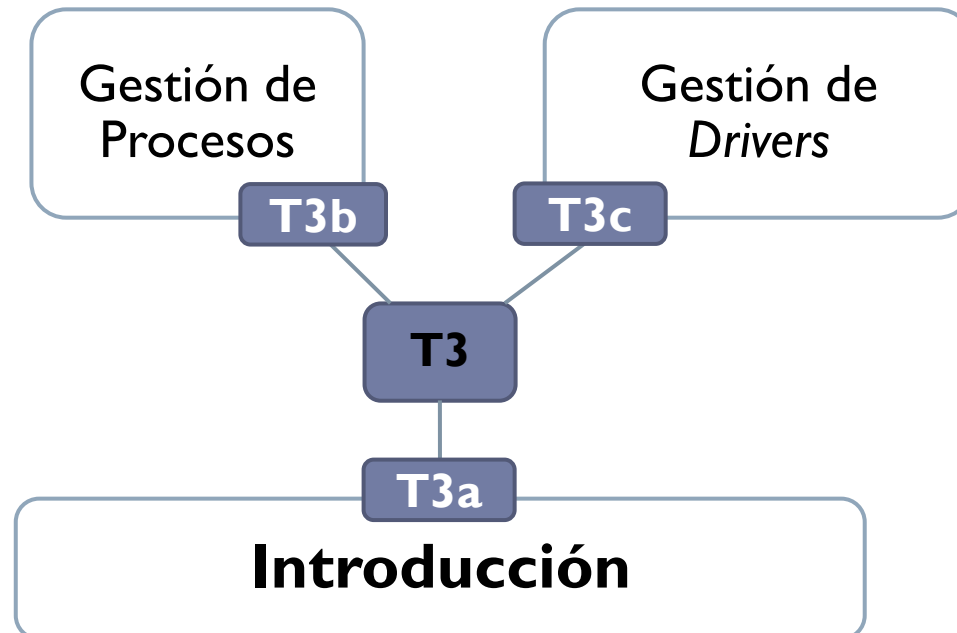 Gestión de
Procesos
T3b
Gestión de
Drivers
T3c
T3
T3a
Introducción